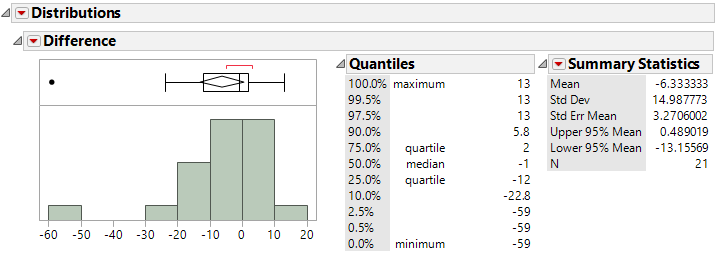 Distributions
Difference
-60 -50 -40 -30 -20 -10 0 10 20
Quantiles
100.0% maximum 13
99.5% 13
97.5% 13
90.0% 5.8
75.0% quartile 2
50.0% median -1
25.0% quartile -12
10.0% -22.8
2.5% -59
0.5% -59
0.0% minimum -59
Summary Statistics
Mean -6.333333
Std Dev 14.987773
Std Err Mean 3.2706002
Upper 95% Mean 0.489019
Lower 95% Mean -13.15569
N 21